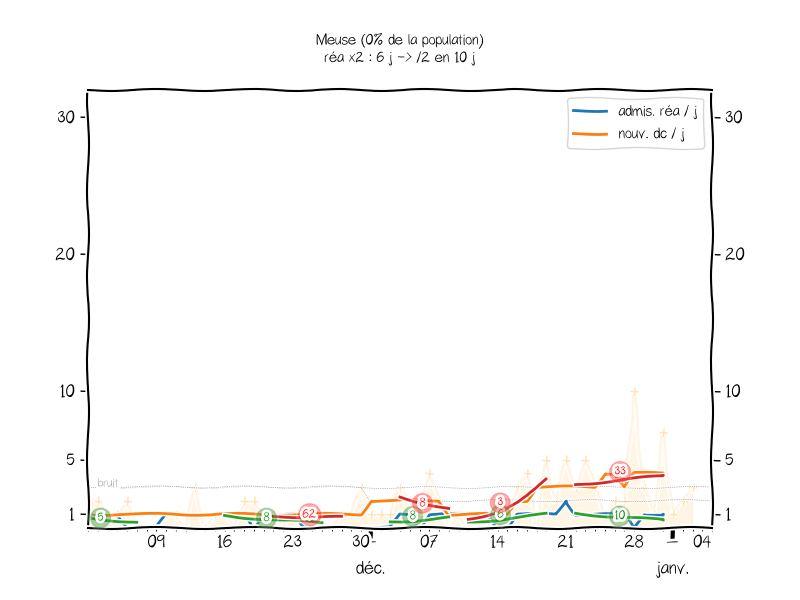 Meuse (0% de la population)
réa x2 : 6 j -> /2 en 10 j
admis. réa / j
nouv. dc / j
30 30
20 20
10 10
5 5
1 1
bruit
5 8 62 8 8 3 6 33 10
09 16 23 30 07 14 21 28 04
déc. janv.